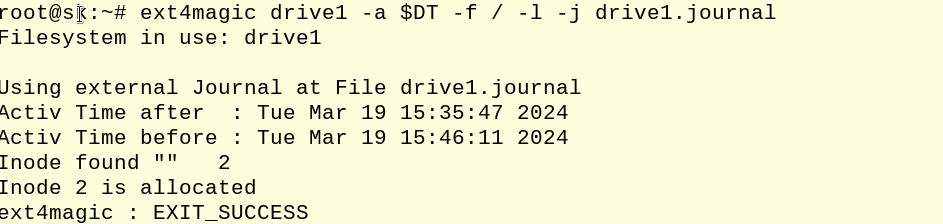 root@sk:~# ext4magic drive1 -a $DT -f / -l -j drive1.journal
Filesystem in use: drive1
Using external Journal at File drive1.journal
Activ Time after  : Tue Mar 19 15:35:47 2024
Activ Time before : Tue Mar 19 15:46:11 2024
Inode found ""   2
Inode 2 is allocated
ext4magic : EXIT_SUCCESS